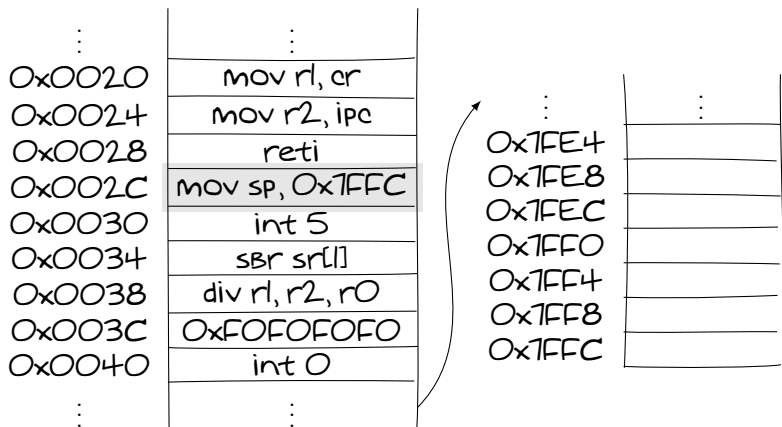 ⋮ ⋮
0x0020 mov r1, cr
0x0024 mov r2, ipc
0x0028 reti
0x002C mov sp, 0x7FFC
0x0030 int 5
0x0034 sbr sr[1]
0x0038 div r1, r2, r0
0x003C 0xF0F0F0F0
0x0040 int 0
⋮ ⋮
⋮ ⋮
0x7FE4
0x7FE8
0x7FEC
0x7FF0
0x7FF4
0x7FF8
0x7FFC